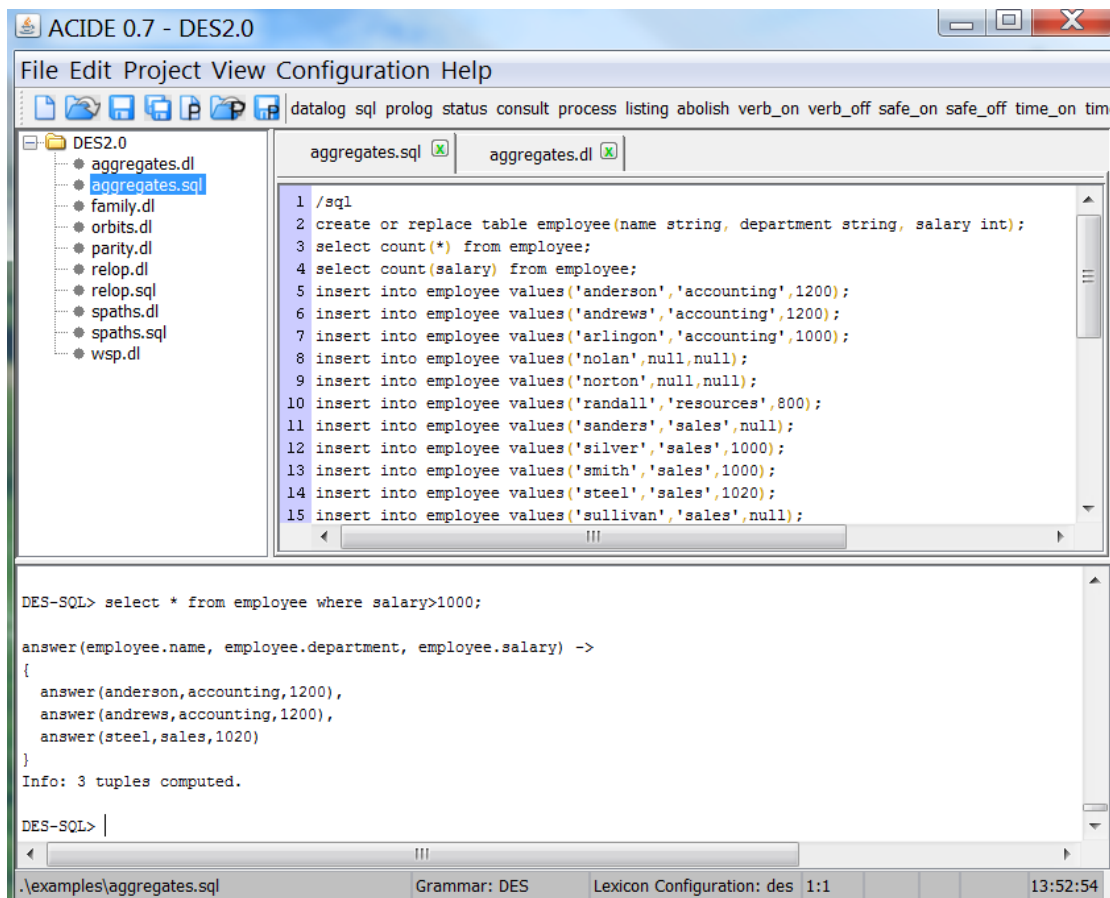 ACIDE 0.7 - DES2.0
File Edit Project View Configuration Help
datalog sql prolog status consult process listing abolish verb_on verb_off safe_on safe_off time_on tim
DES2.0
aggregates.dl
aggregates.sql
family.dl
orbits.dl
parity.dl
relop.dl
relop.sql
spaths.dl
spaths.sql
wsp.dl
aggregates.sql aggregates.dl
1 /sql
2 create or replace table employee(name string, department string, salary int);
3 select count(*) from employee;
4 select count(salary) from employee;
5 insert into employee values('anderson','accounting',1200);
6 insert into employee values('andrews','accounting',1200);
7 insert into employee values('arlingon','accounting',1000);
8 insert into employee values('nolan',null,null);
9 insert into employee values('norton',null,null);
10 insert into employee values('randall','resources',800);
11 insert into employee values('sanders','sales',null);
12 insert into employee values('silver','sales',1000);
13 insert into employee values('smith','sales',1000);
14 insert into employee values('steel','sales',1020);
15 insert into employee values('sullivan','sales',null);
DES-SQL> select * from employee where salary>1000;
answer(employee.name, employee.department, employee.salary) ->
{
answer(anderson,accounting,1200),
answer(andrews,accounting,1200),
answer(steel,sales,1020)
}
Info: 3 tuples computed.
DES-SQL>
.\examples\aggregates.sql Grammar: DES Lexicon Configuration: des 1:1 13:52:54